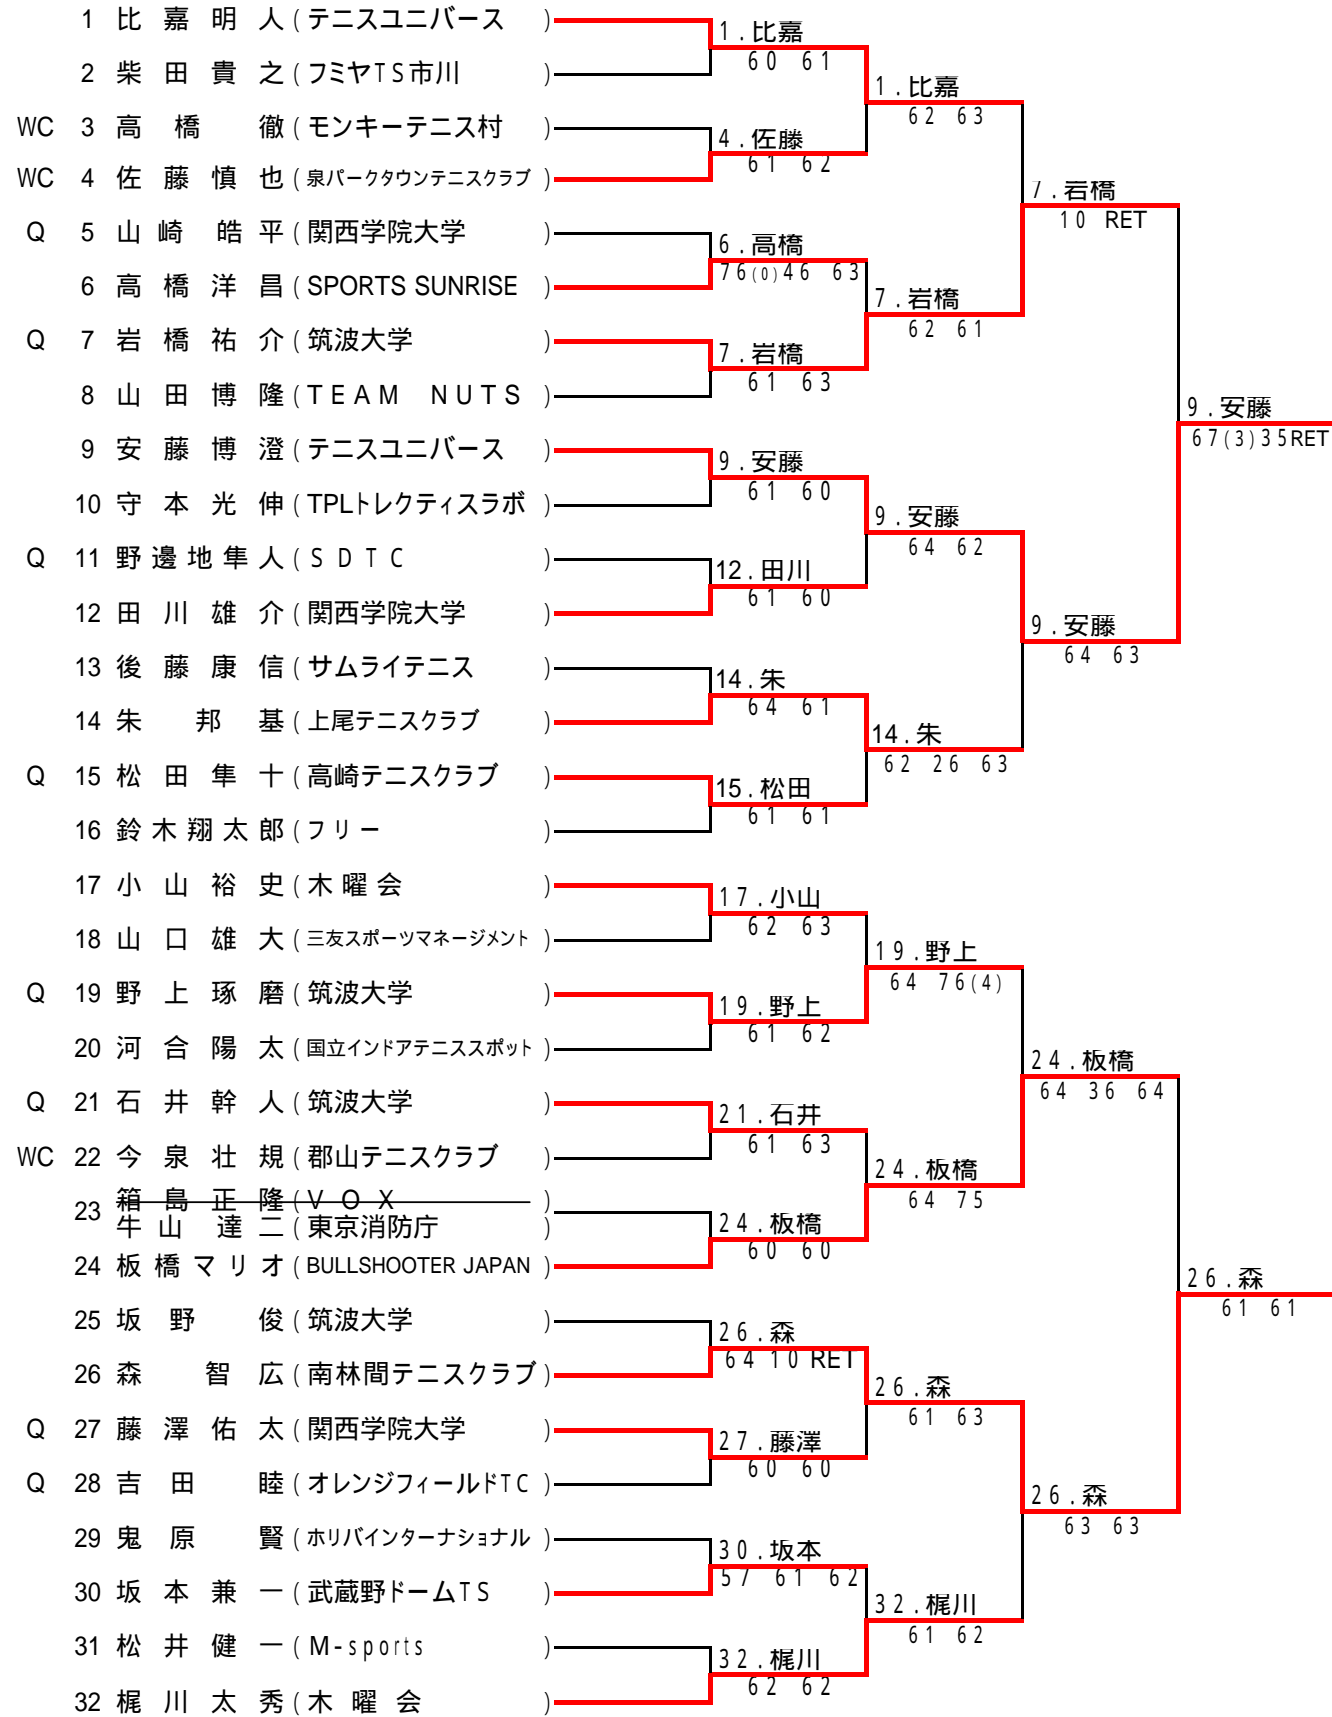 1 比嘉明人(テニスユニバース)
2 柴田貴之(フミヤTS市川)
WC 3 高橋徹(モンキーテニス村)
WC 4 佐藤慎也(泉パークタウンテニスクラブ)
Q 5 山崎皓平(関西学院大学)
6 高橋洋昌(SPORTS SUNRISE)
Q 7 岩橋祐介(筑波大学)
8 山田博隆(TEAM NUTS)
9 安藤博澄(テニスユニバース)
10 守本光伸(TPLトレクティスラボ)
Q 11 野邊地隼人(SDTC)
12 田川雄介(関西学院大学)
13 後藤康信(サムライテニス)
14 朱邦基(上尾テニスクラブ)
Q 15 松田隼十(高崎テニスクラブ)
16 鈴木翔太郎(フリー)
17 小山裕史(木曜会)
18 山口雄大(三友スポーツマネージメント)
Q 19 野上琢磨(筑波大学)
20 河合陽太(国立インドアテニススポット)
Q 21 石井幹人(筑波大学)
WC 22 今泉壮規(郡山テニスクラブ)
23 箱島正隆(VOX)
牛山達二(東京消防庁)
24 板橋マリオ(BULLSHOOTER JAPAN)
25 坂野俊(筑波大学)
26 森智広(南林間テニスクラブ)
Q 27 藤澤佑太(関西学院大学)
Q 28 吉田睦(オレンジフィールドTC)
29 鬼原賢(ホリバインターナショナル)
30 坂本兼一(武蔵野ドームTS)
31 松井健一(M-sports)
32 梶川太秀(木曜会)
1.比嘉
60 61
4.佐藤
61 62
6.高橋
76(0)46 63
7.岩橋
61 63
9.安藤
61 60
12.田川
61 60
14.朱
64 61
15.松田
61 61
17.小山
62 63
19.野上
61 62
21.石井
61 63
24.板橋
60 60
26.森
64 10 RET
27.藤澤
60 60
30.坂本
57 61 62
32.梶川
62 62
1.比嘉
62 63
7.岩橋
62 61
9.安藤
64 62
14.朱
62 26 63
19.野上
64 76(4)
24.板橋
64 75
26.森
61 63
32.梶川
61 62
7.岩橋
10 RET
9.安藤
64 63
24.板橋
64 36 64
26.森
63 63
9.安藤
67(3)35RET
26.森
61 61